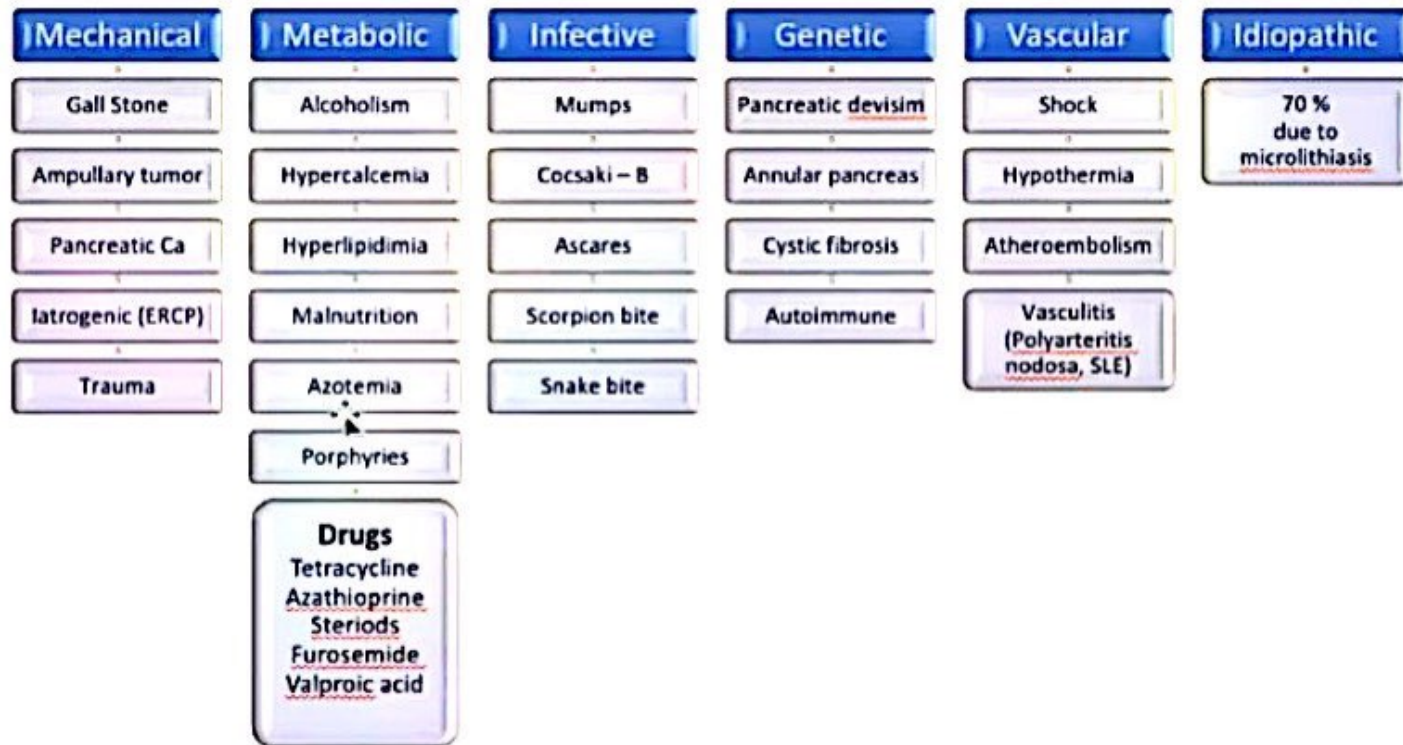 Mechanical
Gall Stone
Ampullary tumor
Pancreatic Ca
Iatrogenic (ERCP)
Trauma
Metabolic
Alcoholism
Hypercalcemia
Hyperlipidimia
Malnutrition
Azotemia
Porphyries
Drugs
Tetracycline
Azathioprine
Steriods
Furosemide
Valproic acid
Infective
Mumps
Cocsaki – B
Ascares
Scorpion bite
Snake bite
Genetic
Pancreatic devisim
Annular pancreas
Cystic fibrosis
Autoimmune
Vascular
Shock
Hypothermia
Atheroembolism
Vasculitis
(Polyarteritis
nodosa, SLE)
Idiopathic
70 %
due to
microlithiasis